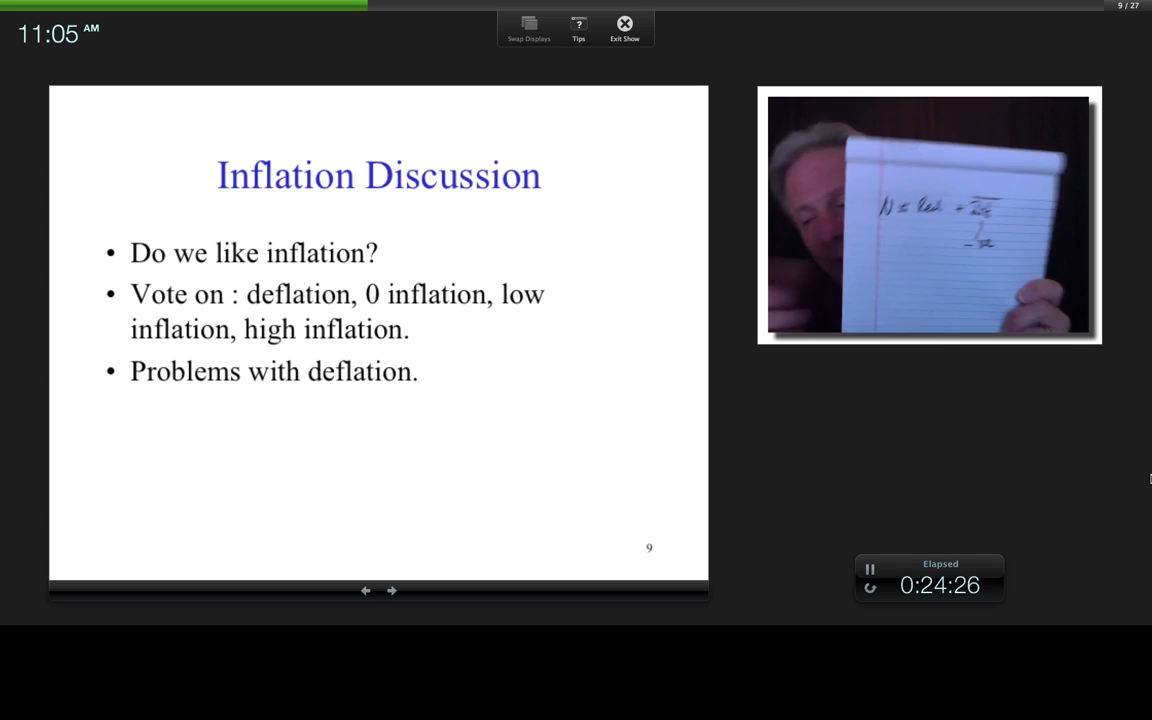 9 / 27
11:05 AM
Swap Displays
Tips
Exit Show
Inflation Discussion
• Do we like inflation?
• Vote on : deflation, 0 inflation, low
inflation, high inflation.
• Problems with deflation.
9
N = Real +
Elapsed
0:24:26